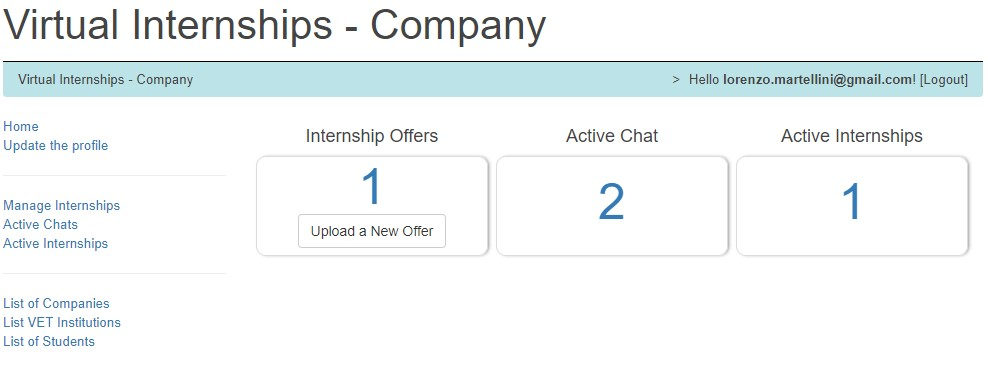 Virtual Internships - Company
Virtual Internships - Company
> Hello lorenzo.martellini@gmail.com! [Logout]
Home
Update the profile
Manage Internships
Active Chats
Active Internships
List of Companies
List VET Institutions
List of Students
Internship Offers
1
Upload a New Offer
Active Chat
2
Active Internships
1